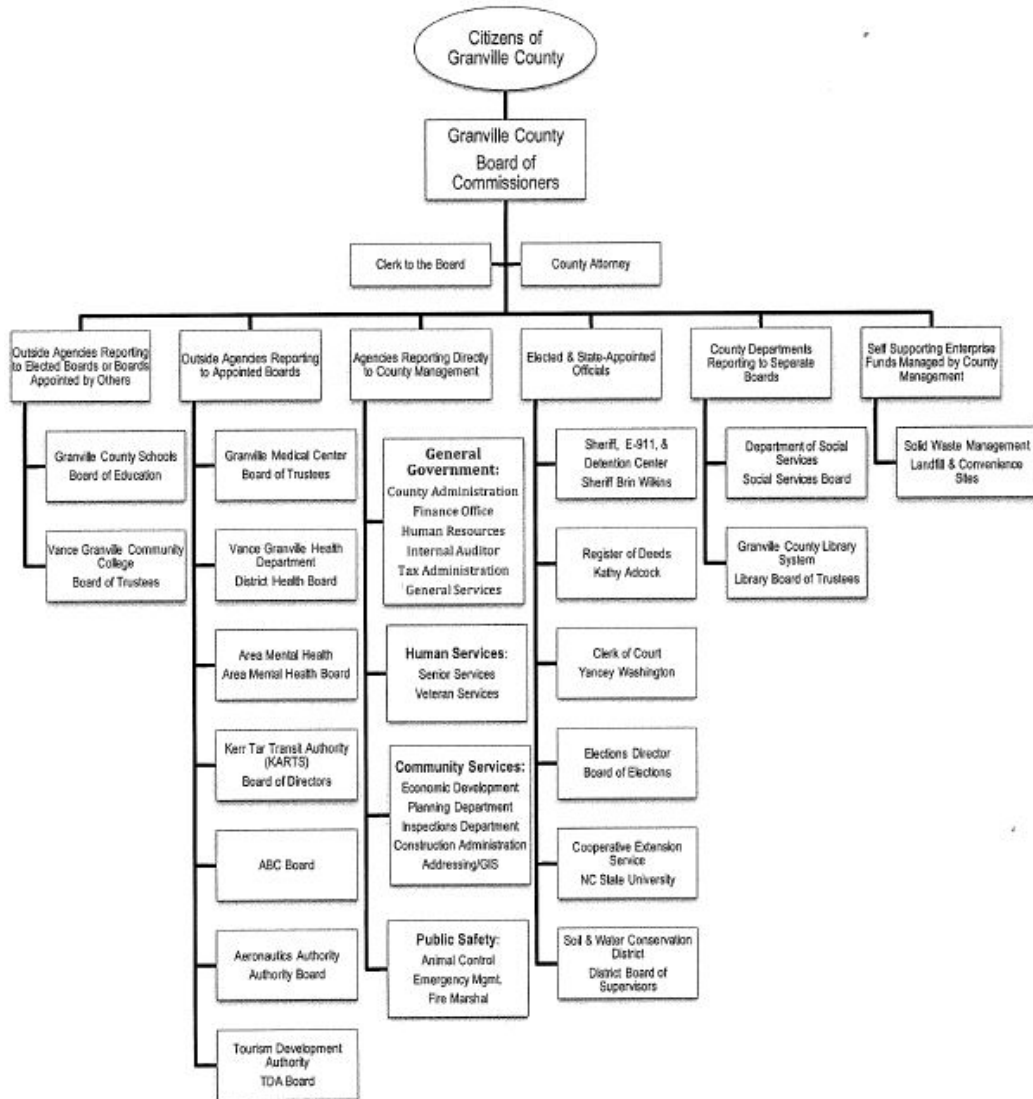 Citizens of
Granville County
Granville County
Board of
Commissioners
Clerk to the Board
County Attorney
Outside Agencies Reporting
to Elected Boards or Boards
Appointed by Others
Granville County Schools
Board of Education
Vance Granville Community
College
Board of Trustees
Outside Agencies Reporting
to Appointed Boards
Granville Medical Center
Board of Trustees
Vance Granville Health
Department
District Health Board
Area Mental Health
Area Mental Health Board
Kerr Tar Transit Authority
(KARTS)
Board of Directors
ABC Board
Aeronautics Authority
Authority Board
Tourism Development
Authority
TDA Board
Agencies Reporting Directly
to County Management
General
Government:
County Administration
Finance Office
Human Resources
Internal Auditor
Tax Administration
General Services
Human Services:
Senior Services
Veteran Services
Community Services:
Economic Development
Planning Department
Inspections Department
Construction Administration
Addressing/GIS
Public Safety:
Animal Control
Emergency Mgmt.
Fire Marshal
Elected & State-Appointed
Officials
Sheriff, E-911, &
Detention Center
Sheriff Brin Wilkins
Register of Deeds
Kathy Adcock
Clerk of Court
Yancey Washington
Elections Director
Board of Elections
Cooperative Extension
Service
NC State University
Soil & Water Conservation
District
District Board of
Supervisors
County Departments
Reporting to Separate
Boards
Department of Social
Services
Social Services Board
Granville County Library
System
Library Board of Trustees
Self Supporting Enterprise
Funds Managed by County
Management
Solid Waste Management
Landfill & Convenience
Sites